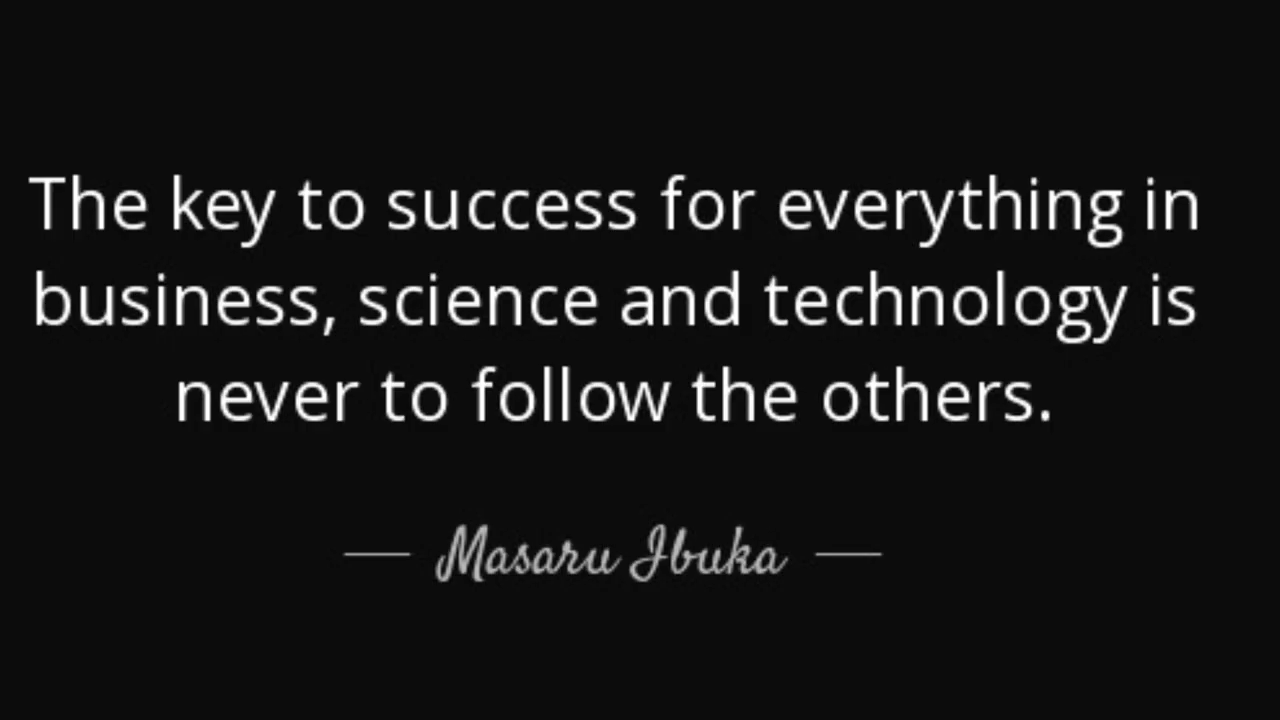 The key to success for everything in
business, science and technology is
never to follow the others.
— Masaru Ibuka —